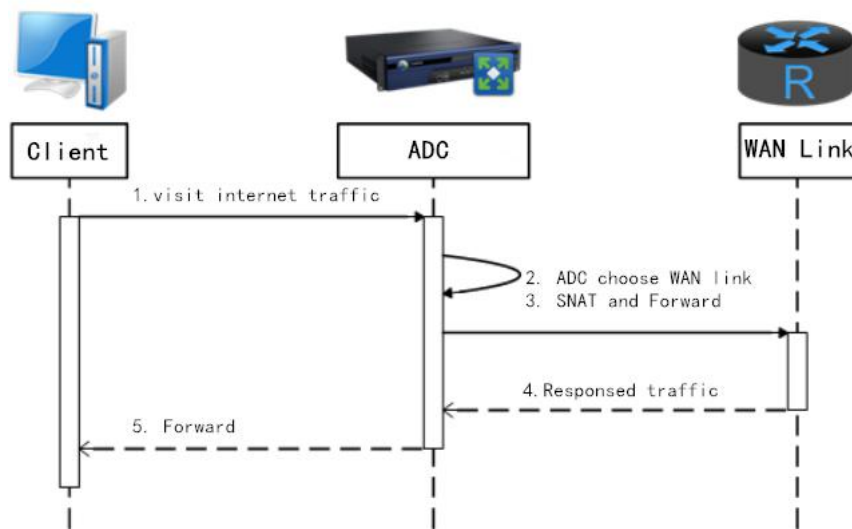 R
Client
ADC
WAN Link
1.visit internet traffic
2. ADC choose WAN link
3. SNAT and Forward
4.Responsed traffic
5. Forward